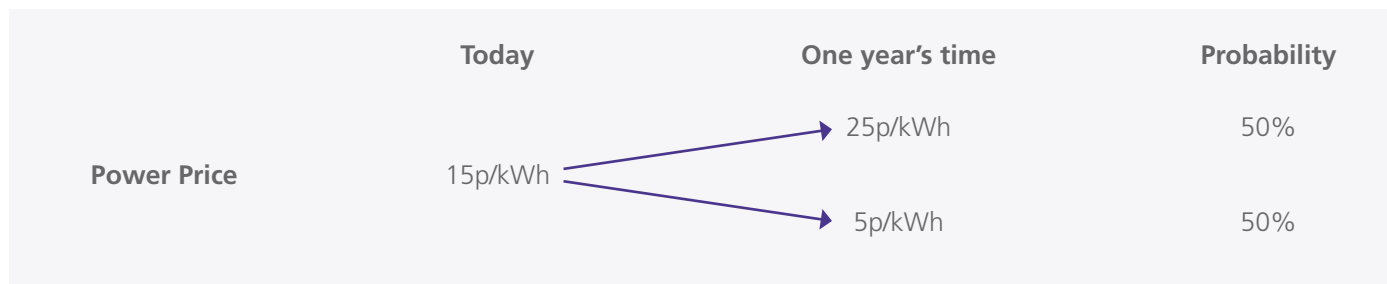 Today One year’s time Probability
25p/kWh 50%
Power Price 15p/kWh
5p/kWh 50%